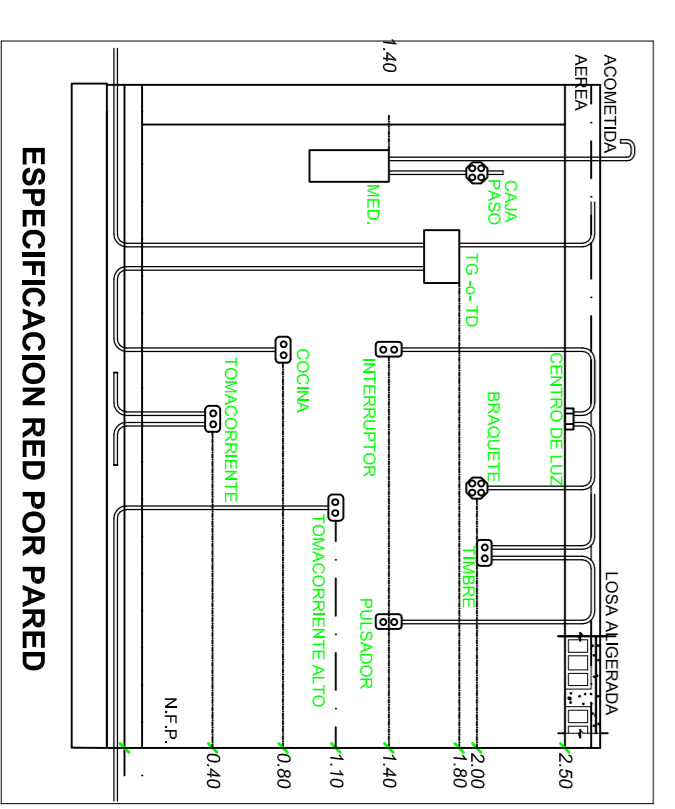 ACOMETIDA
AEREA
LOSA ALIGERADA
1.40
CAJA
PASO
MED.
TG -o- TD
CENTRO DE LUZ
BRAQUETE
INTERRUPTOR
TIMBRE
PULSADOR
COCINA
TOMACORRIENTE
TOMACORRIENTE ALTO
2.50
2.00
1.80
1.40
1.10
0.80
0.40
N.F.P.
ESPECIFICACION RED POR PARED